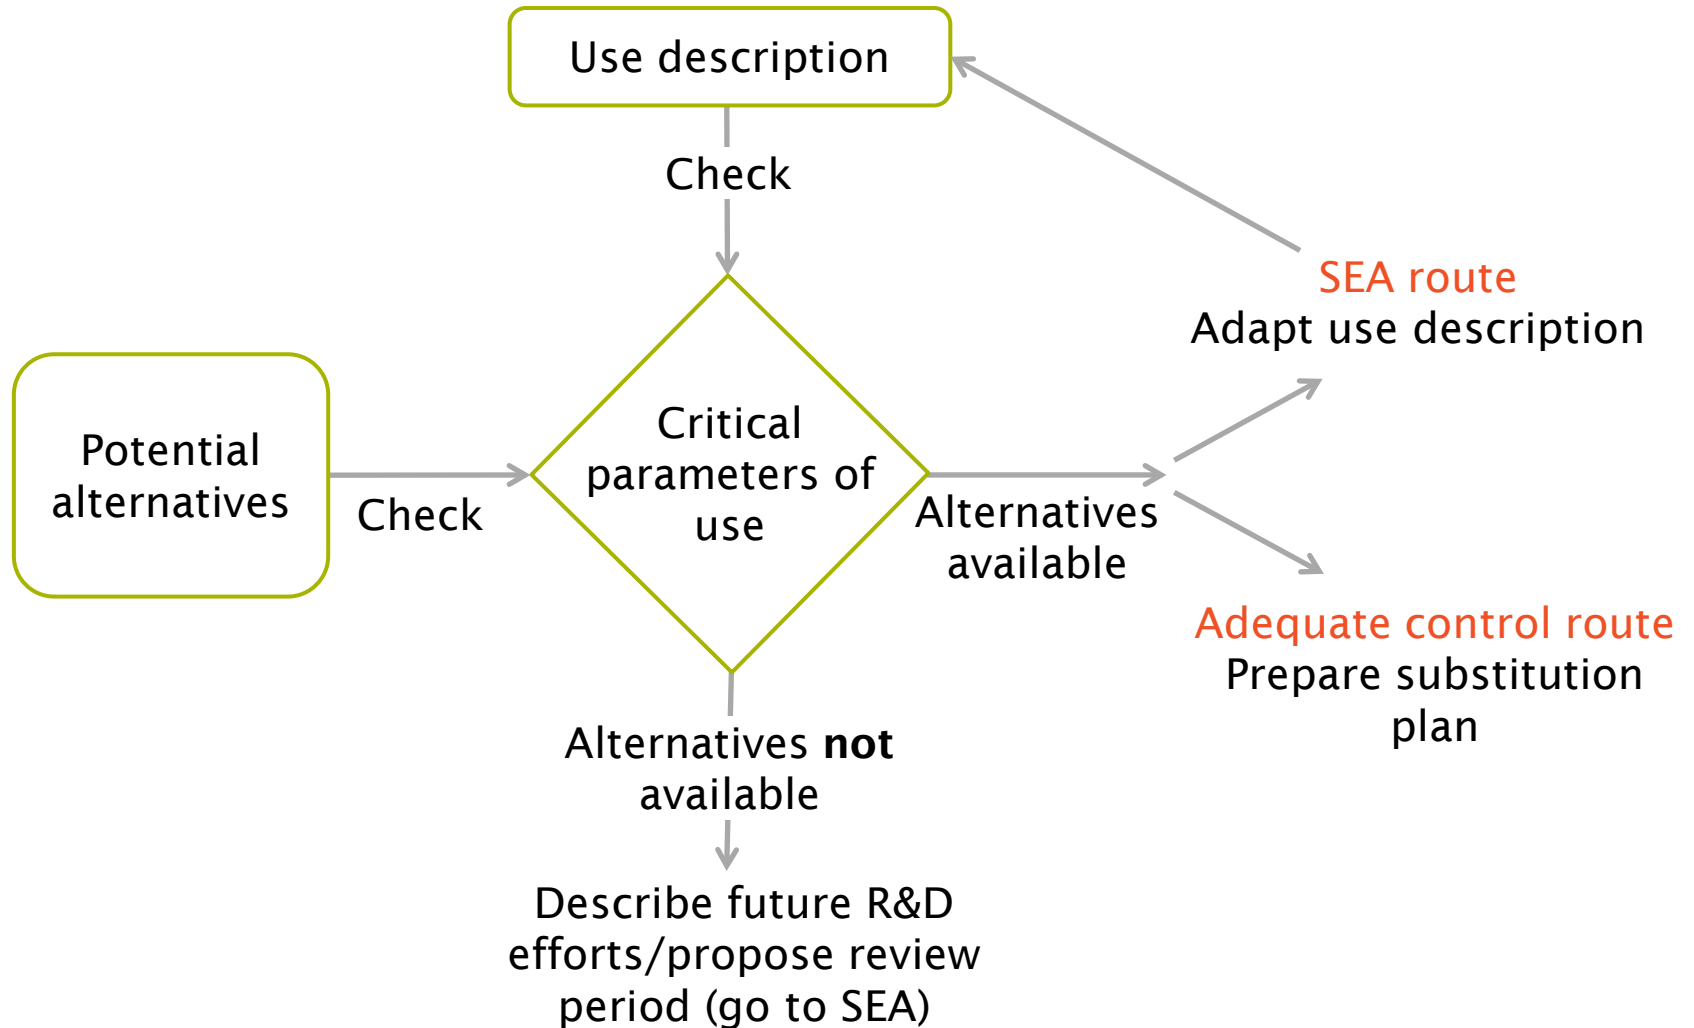 Use description
Check
SEA route
Adapt use description
Potential
alternatives
Check
Critical
parameters of
use
Alternatives
available
Adequate control route
Prepare substitution
plan
Alternatives not
available
Describe future R&D
efforts/propose review
period (go to SEA)